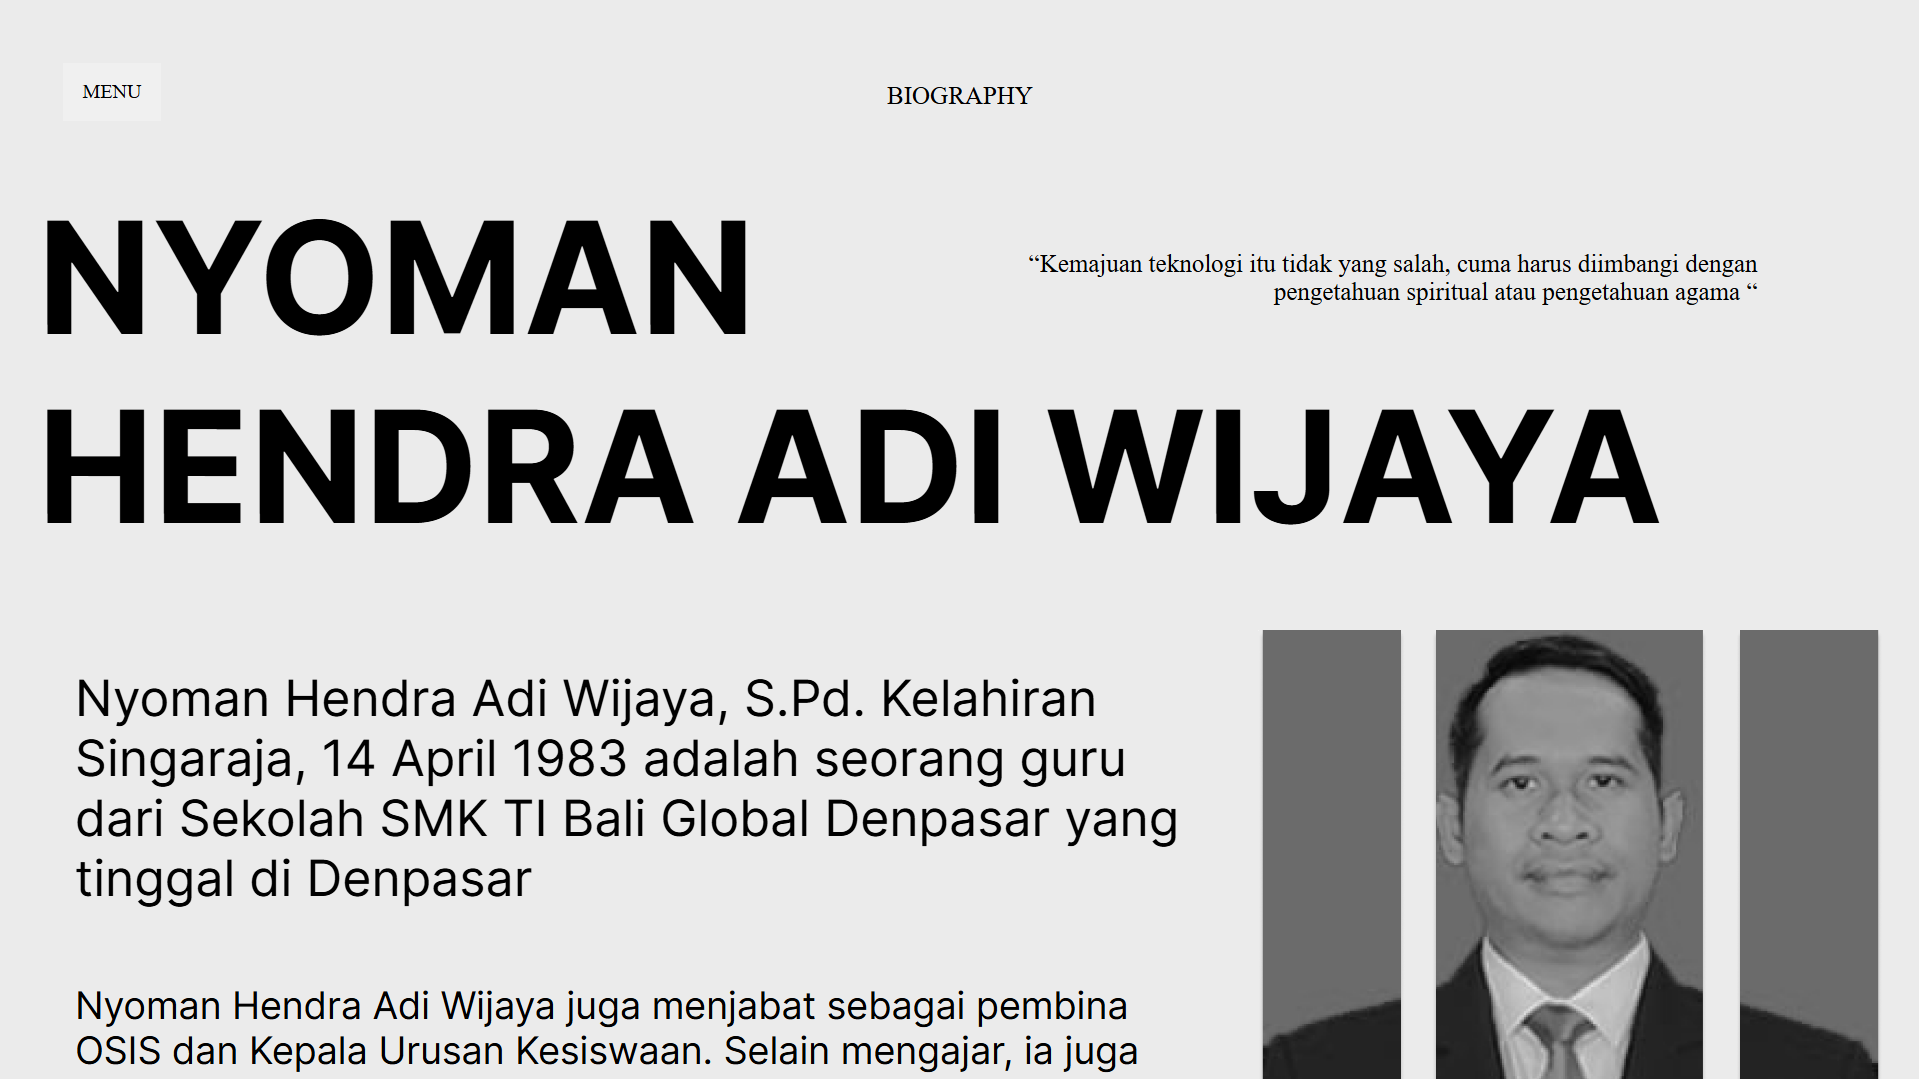 MENU
BIOGRAPHY
NYOMAN
“Kemajuan teknologi itu tidak yang salah, cuma harus diimbangi dengan
pengetahuan spiritual atau pengetahuan agama “
HENDRA ADI WIJAYA
Nyoman Hendra Adi Wijaya, S.Pd. Kelahiran
Singaraja, 14 April 1983 adalah seorang guru
dari Sekolah SMK TI Bali Global Denpasar yang
tinggal di Denpasar
Nyoman Hendra Adi Wijaya juga menjabat sebagai pembina
OSIS dan Kepala Urusan Kesiswaan. Selain mengajar, ia juga